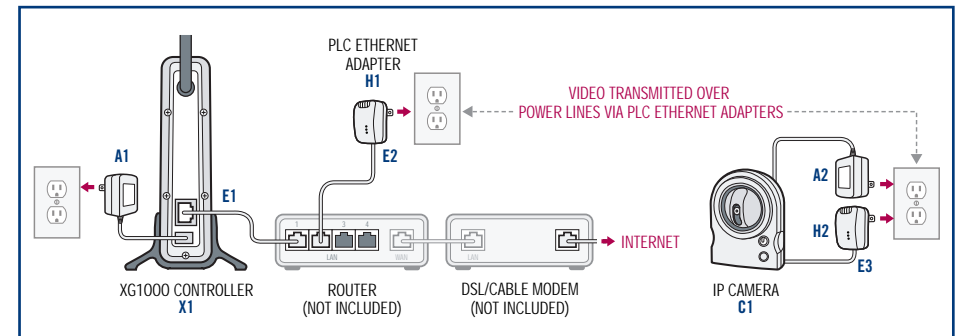 PLC ETHERNET
ADAPTER
H1
VIDEO TRANSMITTED OVER
POWER LINES VIA PLC ETHERNET ADAPTERS
A1
E1
E2
A2
H2
E3
1
3
4
LAN
WAN
LAN
INTERNET
XG1000 CONTROLLER
X1
ROUTER
(NOT INCLUDED)
DSL/CABLE MODEM
(NOT INCLUDED)
IP CAMERA
C1